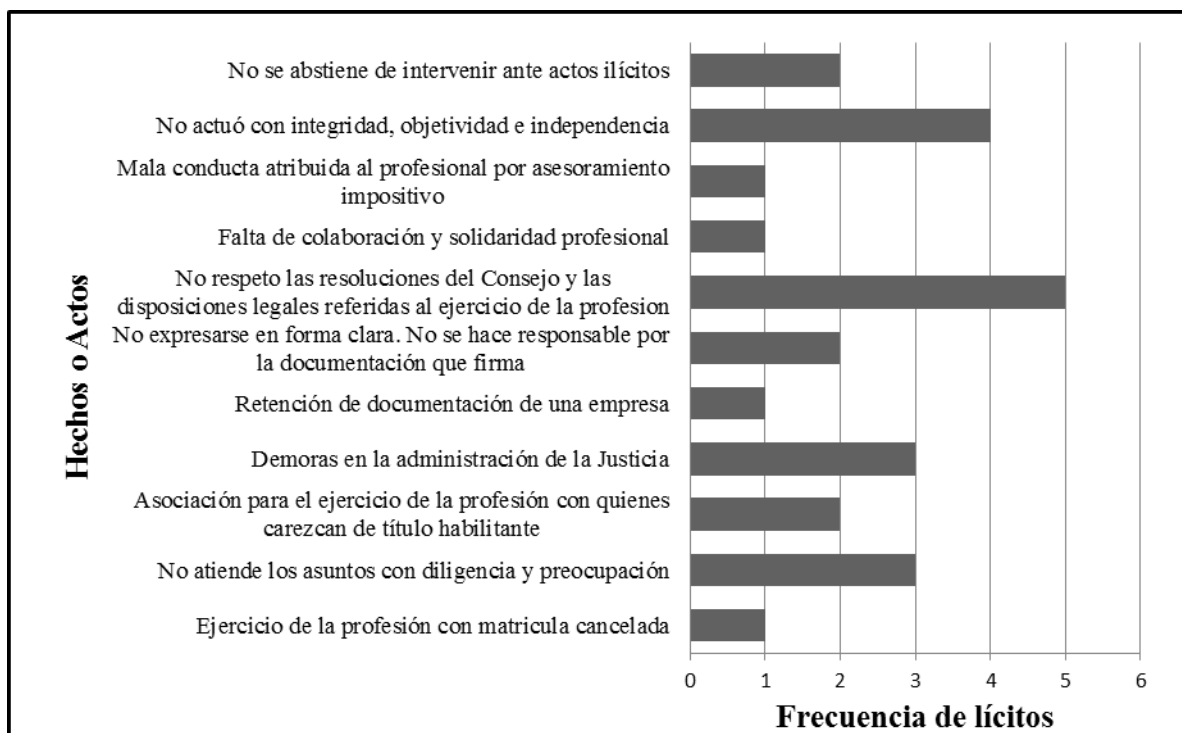 No se abstiene de intervenir ante actos ilícitos
No actuó con integridad, objetividad e independencia
Mala conducta atribuida al profesional por asesoramiento
impositivo
Falta de colaboración y solidaridad profesional
No respeto las resoluciones del Consejo y las
disposiciones legales referidas al ejercicio de la profesion
No expresarse en forma clara. No se hace responsable por
la documentación que firma
Retención de documentación de una empresa
Demoras en la administración de la Justicia
Asociación para el ejercicio de la profesión con quienes
carezcan de título habilitante
No atiende los asuntos con diligencia y preocupación
Ejercicio de la profesión con matricula cancelada
Hechos o Actos
0 1 2 3 4 5 6
Frecuencia de lícitos